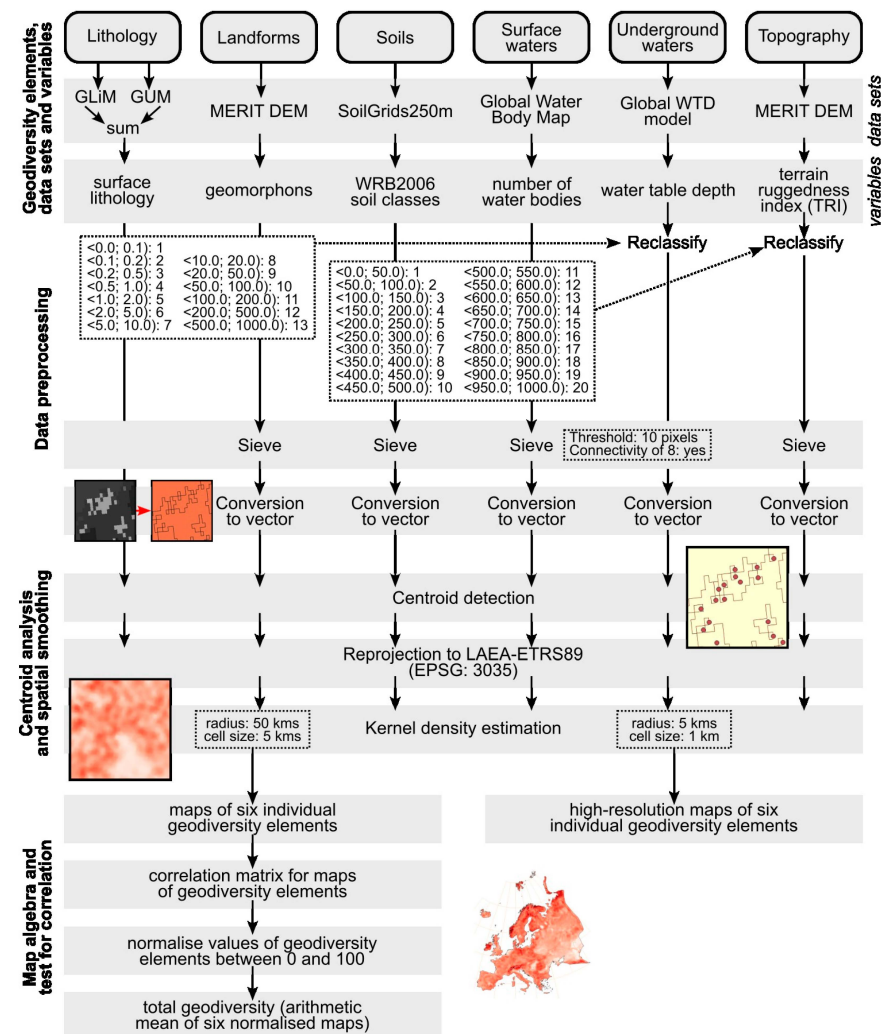 Geodiversity elements,
data sets and variables
Lithology
Landforms
Soils
Surface
waters
Underground
waters
Topography
GLiM
GUM
sum
MERIT DEM
SoilGrids250m
Global Water
Body Map
Global WTD
model
MERIT DEM
data sets
surface
lithology
geomorphons
WRB2006
soil classes
number of
water bodies
water table depth
terrain
ruggedness
index (TRI)
variables
Data preprocessing
Reclassify
Reclassify
<0.0; 0.1): 1
<0.1; 0.2): 2
<0.2; 0.5): 3
<0.5; 1.0): 4
<1.0; 2.0): 5
<2.0; 5.0): 6
<5.0; 10.0): 7
<10.0; 20.0): 8
<20.0; 50.0): 9
<50.0; 100.0): 10
<100.0; 200.0): 11
<200.0; 500.0): 12
<500.0; 1000.0): 13
<0.0; 50.0): 1
<50.0; 100.0): 2
<100.0; 150.0): 3
<150.0; 200.0): 4
<200.0; 250.0): 5
<250.0; 300.0): 6
<300.0; 350.0): 7
<350.0; 400.0): 8
<400.0; 450.0): 9
<450.0; 500.0): 10
<500.0; 550.0): 11
<550.0; 600.0): 12
<600.0; 650.0): 13
<650.0; 700.0): 14
<700.0; 750.0): 15
<750.0; 800.0): 16
<800.0; 850.0): 17
<850.0; 900.0): 18
<900.0; 950.0): 19
<950.0; 1000.0): 20
Sieve
Sieve
Sieve
Threshold: 10 pixels
Connectivity of 8: yes
Sieve
Conversion
to vector
Conversion
to vector
Conversion
to vector
Conversion
to vector
Conversion
to vector
Centroid analysis
and spatial smoothing
Centroid detection
Reprojection to LAEA-ETRS89
(EPSG: 3035)
radius: 50 kms
cell size: 5 kms
Kernel density estimation
radius: 5 kms
cell size: 1 km
Map algebra and
test for correlation
maps of six individual
geodiversity elements
high-resolution maps of six
individual geodiversity elements
correlation matrix for maps
of geodiversity elements
normalise values of geodiversity
elements between 0 and 100
total geodiversity (arithmetic
mean of six normalised maps)